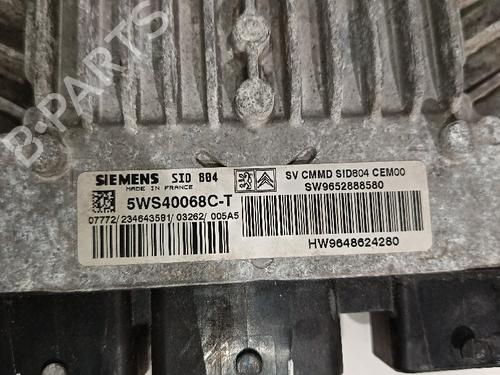 B-PARTS
SIEMENS SID 804
MADE IN FRANCE
5WS40068C-T
07772/234643581/03262/005A5
SV CMMD SID804 CEM00
SW9652888580
HW9648624280